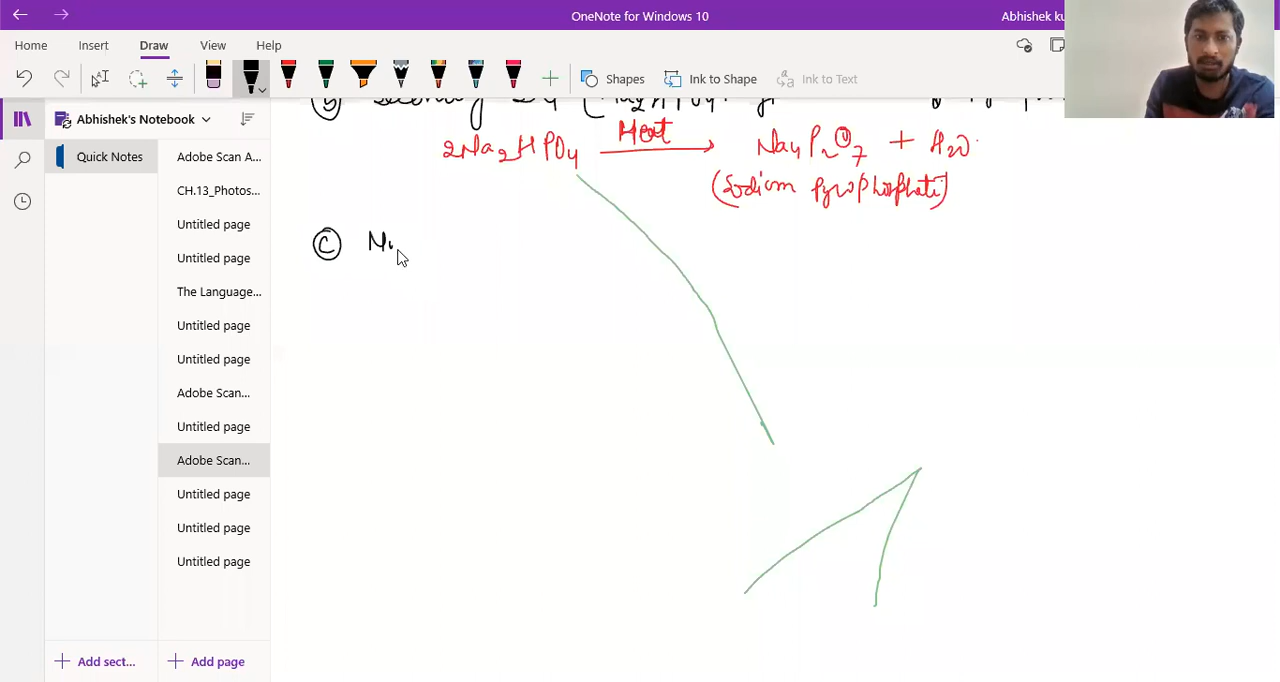 OneNote for Windows 10
Abhishek ku
Home Insert Draw View Help
Shapes Ink to Shape Ink to Text
Abhishek's Notebook
Quick Notes
Adobe Scan A...
CH.13_Photos...
Untitled page
Untitled page
The Language...
Untitled page
Untitled page
Adobe Scan...
Untitled page
Adobe Scan...
Untitled page
Untitled page
Untitled page
Add sect... Add page
2Na2HPO4 Heat → Na4P2O7 + H2O
(Sodium pyrophosphate)
C